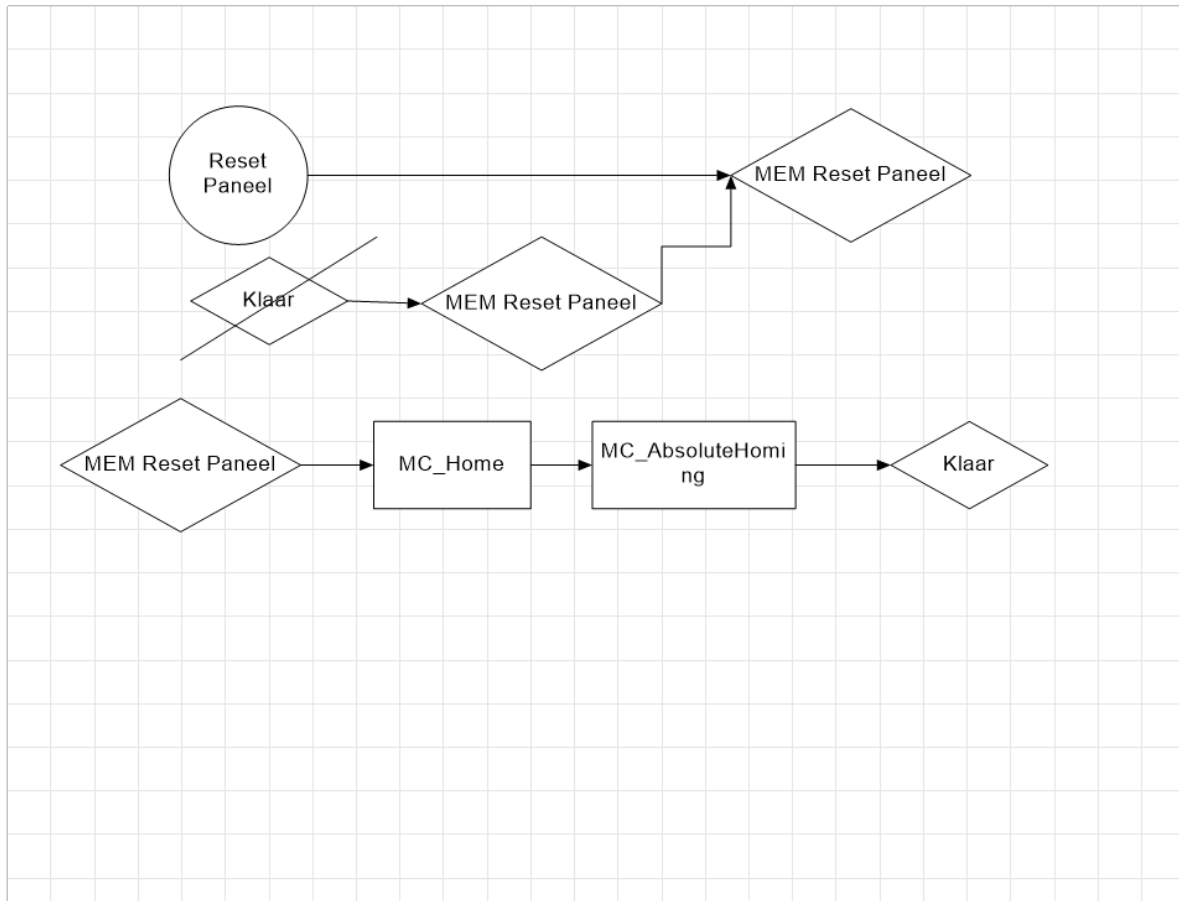 Reset
Paneel
MEM Reset Paneel
Klaar
MEM Reset Paneel
MEM Reset Paneel
MC_Home
MC_AbsoluteHomi
ng
Klaar